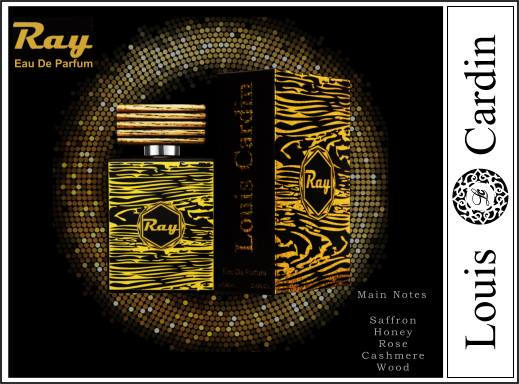 Ray
Eau De Parfum
Ray
Louis Cardin
Eau De Parfum
Ray
Main Notes
Saffron
Honey
Rose
Cashmere
Wood
Louis Cardin